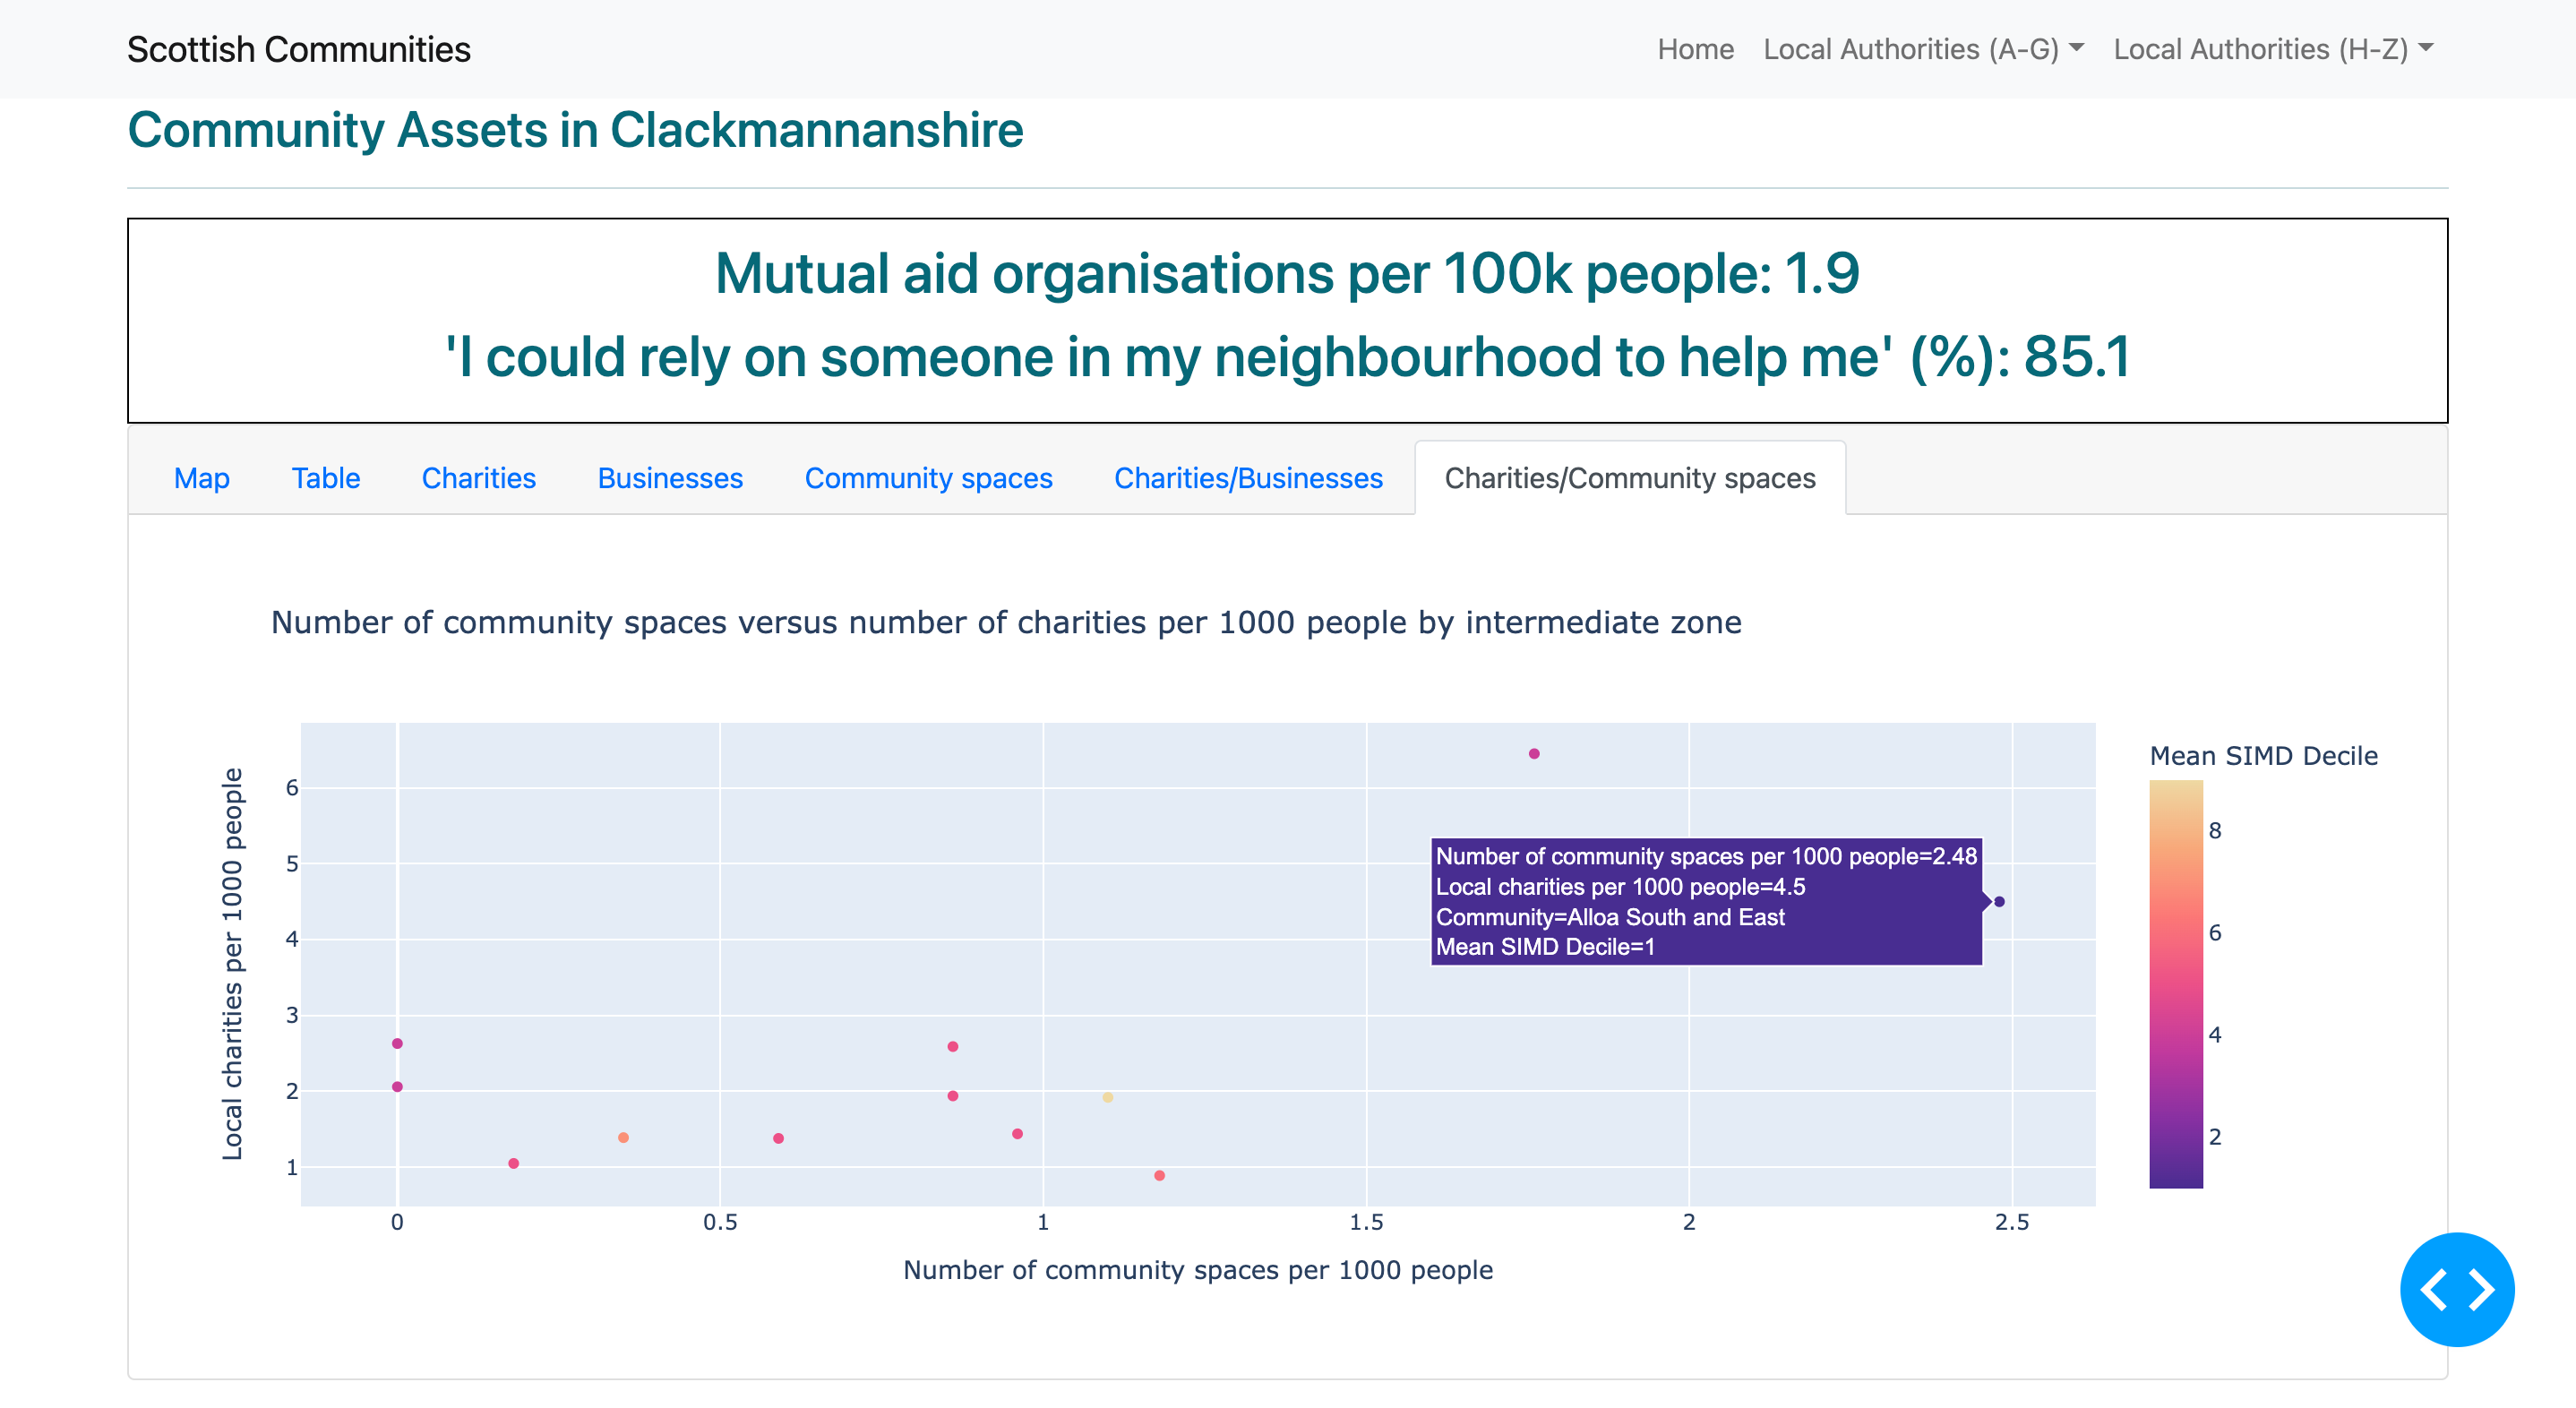 Scottish Communities
Home Local Authorities (A-G) Local Authorities (H-Z)
Community Assets in Clackmannanshire
Mutual aid organisations per 100k people: 1.9
'I could rely on someone in my neighbourhood to help me' (%): 85.1
Map Table Charities Businesses Community spaces Charities/Businesses Charities/Community spaces
Number of community spaces versus number of charities per 1000 people by intermediate zone
Local charities per 1000 people
6
5
4
3
2
1
Number of community spaces per 1000 people=2.48
Local charities per 1000 people=4.5
Community=Alloa South and East
Mean SIMD Decile=1
0 0.5 1 1.5 2 2.5
Number of community spaces per 1000 people
Mean SIMD Decile
8
6
4
2